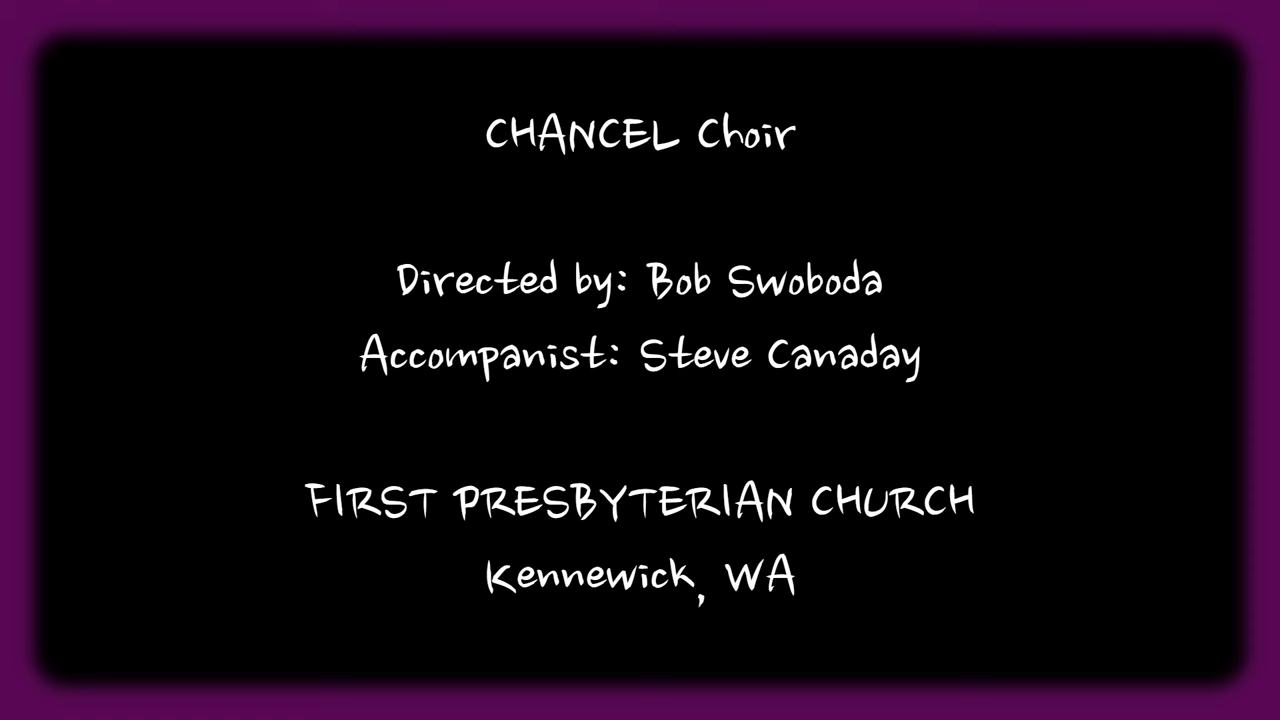 CHANCEL Choir
Directed by: Bob Swoboda
Accompanist: Steve Canaday
FIRST PRESBYTERIAN CHURCH
Kennewick, WA